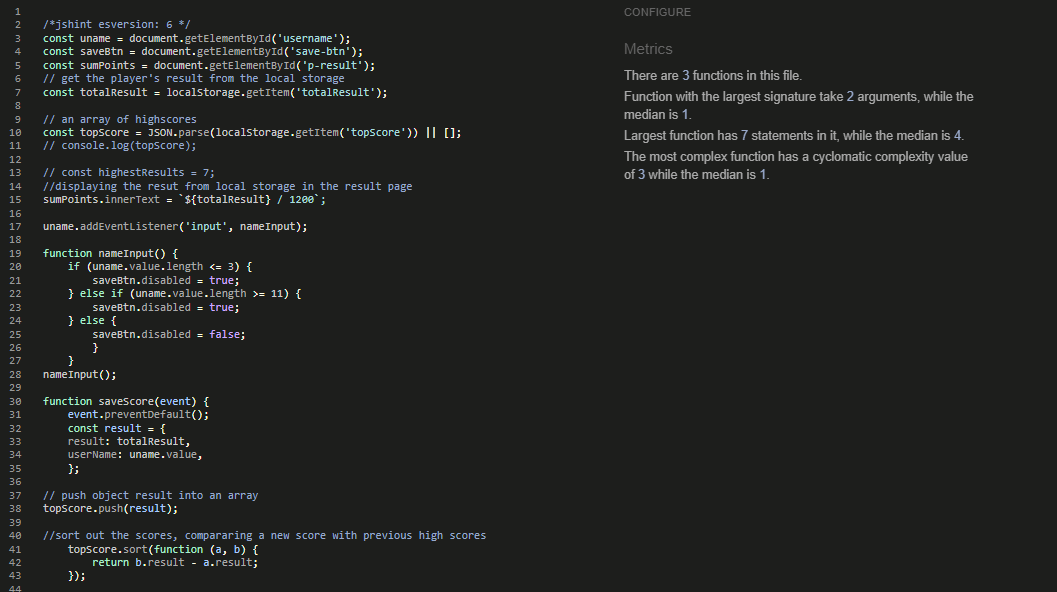 1
2 /*jshint esversion: 6 */
3 const uname = document.getElementById('username');
4 const saveBtn = document.getElementById('save-btn');
5 const sumPoints = document.getElementById('p-result');
6 // get the player's result from the local storage
7 const totalResult = localStorage.getItem('totalResult');
8
9 // an array of highscores
10 const topScore = JSON.parse(localStorage.getItem('topScore')) || [];
11 // console.log(topScore);
12
13 // const highestResults = 7;
14 //displaying the resut from local storage in the result page
15 sumPoints.innerText = `${totalResult} / 1200`;
16
17 uname.addEventListener('input', nameInput);
18
19 function nameInput() {
20     if (uname.value.length <= 3) {
21         saveBtn.disabled = true;
22     } else if (uname.value.length >= 11) {
23         saveBtn.disabled = true;
24     } else {
25         saveBtn.disabled = false;
26         }
27     }
28 nameInput();
29
30 function saveScore(event) {
31     event.preventDefault();
32     const result = {
33     result: totalResult,
34     userName: uname.value,
35     };
36
37 // push object result into an array
38 topScore.push(result);
39
40 //sort out the scores, compararing a new score with previous high scores
41     topScore.sort(function (a, b) {
42         return b.result - a.result;
43     });
44
CONFIGURE
Metrics
There are 3 functions in this file.
Function with the largest signature take 2 arguments, while the
median is 1.
Largest function has 7 statements in it, while the median is 4.
The most complex function has a cyclomatic complexity value
of 3 while the median is 1.